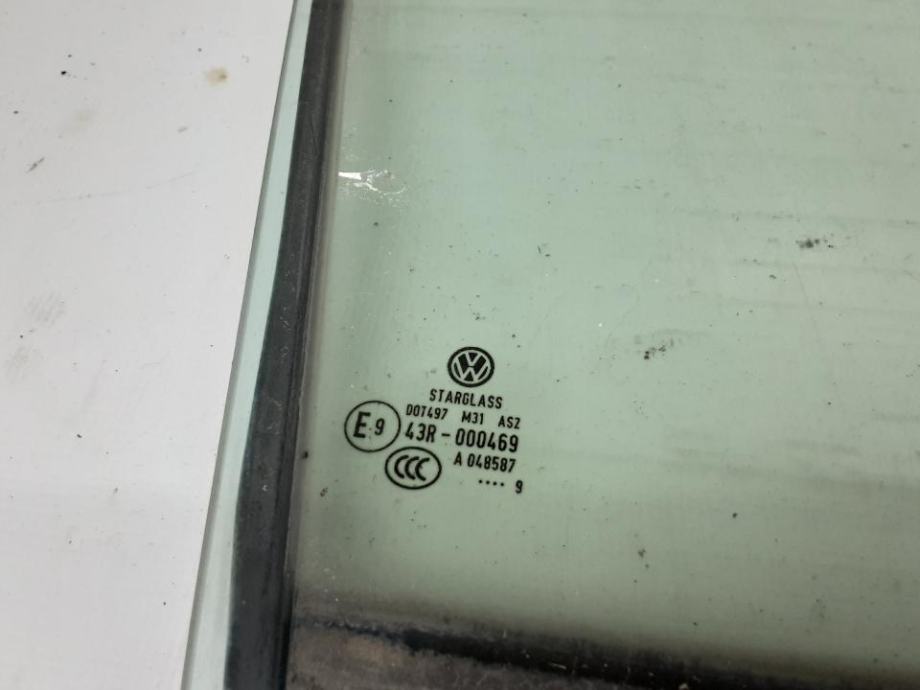 STARGLASS
DOT497 M31 AS2
E9 43R-000469
CCC A 048587
.... 9